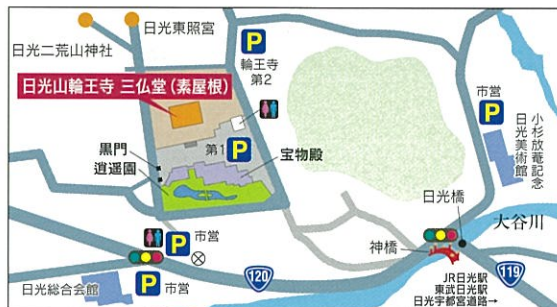 日光東照宮
日光二荒山神社
P
輪王寺
第2
日光山輪王寺 三仏堂(素屋根)
市営
P
小杉放菴記念
日光美術館
黒門
逍遥園
第1
P
宝物殿
日光橋
大谷川
神橋
市営
P
120
119
日光総合会館
P
市営
JR日光駅
東武日光駅
日光宇都宮道路→